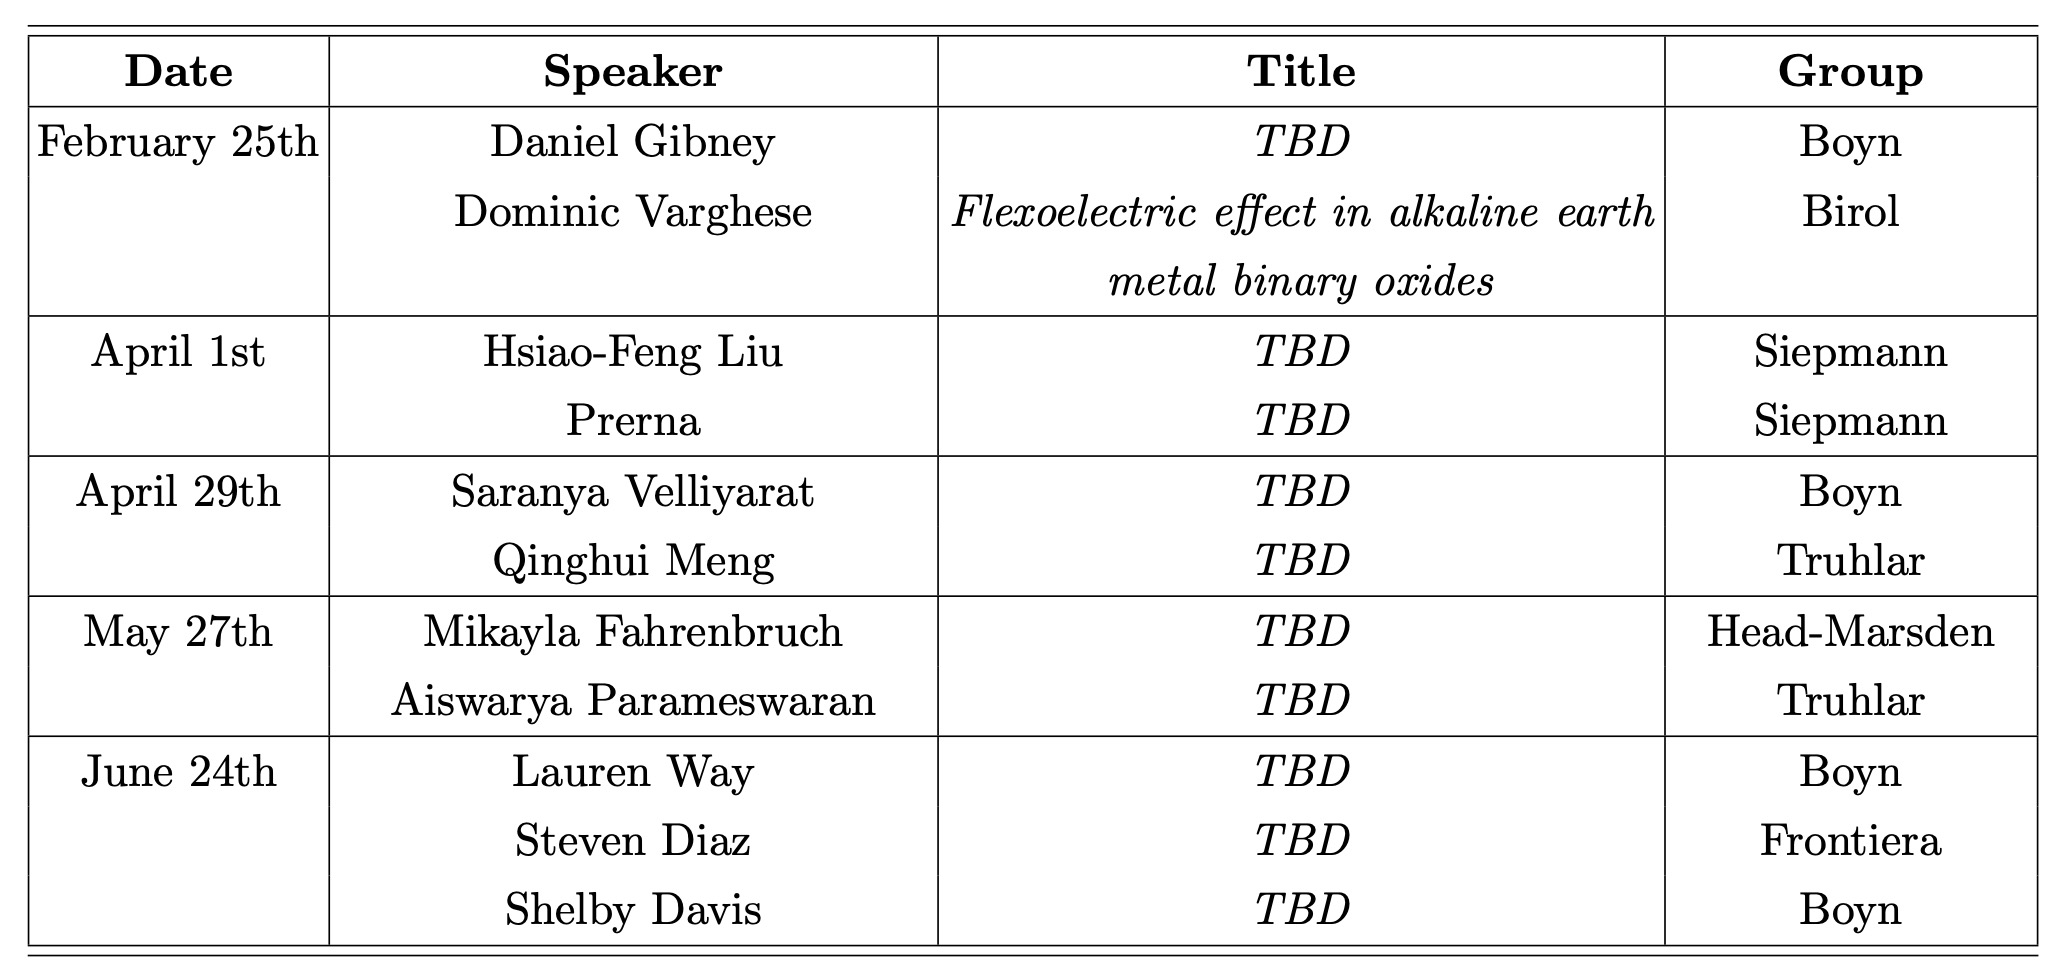 Date Speaker Title Group
February 25th Daniel Gibney TBD Boyn
Dominic Varghese Flexoelectric effect in alkaline earth Birol
metal binary oxides
April 1st Hsiao-Feng Liu TBD Siepmann
Prerna TBD Siepmann
April 29th Saranya Velliyarat TBD Boyn
Qinghui Meng TBD Truhlar
May 27th Mikayla Fahrenbruch TBD Head-Marsden
Aiswarya Parameswaran TBD Truhlar
June 24th Lauren Way TBD Boyn
Steven Diaz TBD Frontiera
Shelby Davis TBD Boyn